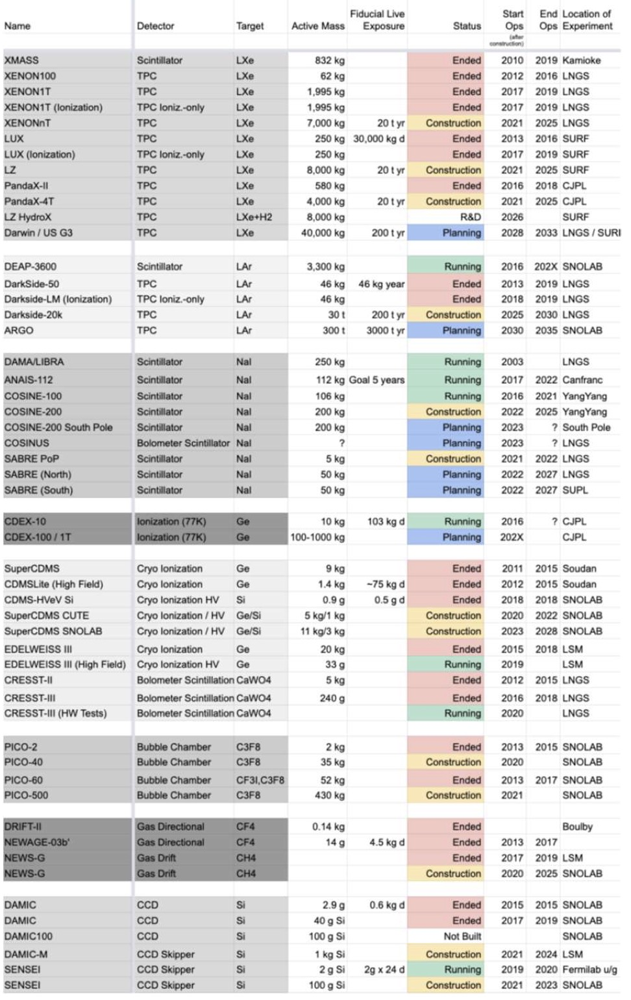 Name Detector Target Active Mass Fiducial Live Exposure Status Start Ops (after construction) End Ops Location of Experiment
XMASS Scintillator LXe 832 kg Ended 2010 2019 Kamioke
XENON100 TPC LXe 62 kg Ended 2012 2016 LNGS
XENON1T TPC LXe 1,995 kg Ended 2017 2019 LNGS
XENON1T (Ionization) TPC Ioniz.-only LXe 1,995 kg Ended 2017 2019 LNGS
XENONnT TPC LXe 7,000 kg 20 t yr Construction 2021 2025 LNGS
LUX TPC LXe 250 kg 30,000 kg d Ended 2013 2016 SURF
LUX (Ionization) TPC Ioniz.-only LXe 250 kg Ended 2017 2019 SURF
LZ TPC LXe 8,000 kg 20 t yr Construction 2021 2025 SURF
PandaX-II TPC LXe 580 kg Ended 2016 2018 CJPL
PandaX-4T TPC LXe 4,000 kg 20 t yr Construction 2021 2025 CJPL
LZ HydroX TPC LXe+H2 8,000 kg R&D 2026 SURF
Darwin / US G3 TPC LXe 40,000 kg 200 t yr Planning 2028 2033 LNGS / SURI
DEAP-3600 Scintillator LAr 3,300 kg Running 2016 202X SNOLAB
DarkSide-50 TPC LAr 46 kg 46 kg year Ended 2013 2019 LNGS
Darkside-LM (Ionization) TPC Ioniz.-only LAr 46 kg Ended 2018 2019 LNGS
Darkside-20k TPC LAr 30 t 200 t yr Construction 2025 2030 LNGS
ARGO TPC LAr 300 t 3000 t yr Planning 2030 2035 SNOLAB
DAMA/LIBRA Scintillator NaI 250 kg Running 2003 LNGS
ANAIS-112 Scintillator NaI 112 kg Goal 5 years Running 2017 2022 Canfranc
COSINE-100 Scintillator NaI 106 kg Running 2016 2021 YangYang
COSINE-200 Scintillator NaI 200 kg Construction 2022 2025 YangYang
COSINE-200 South Pole Scintillator NaI 200 kg Planning 2023 ? South Pole
COSINUS Bolometer Scintillator NaI ? Planning 2023 ? LNGS
SABRE PoP Scintillator NaI 5 kg Construction 2021 2022 LNGS
SABRE (North) Scintillator NaI 50 kg Planning 2022 2027 LNGS
SABRE (South) Scintillator NaI 50 kg Planning 2022 2027 SUPL
CDEX-10 Ionization (77K) Ge 10 kg 103 kg d Running 2016 ? CJPL
CDEX-100 / 1T Ionization (77K) Ge 100-1000 kg Planning 202X CJPL
SuperCDMS Cryo Ionization Ge 9 kg Ended 2011 2015 Soudan
CDMSLite (High Field) Cryo Ionization Ge 1.4 kg ~75 kg d Ended 2012 2015 Soudan
CDMS-HVeV Si Cryo Ionization HV Si 0.9 g 0.5 g d Ended 2018 2018 SNOLAB
SuperCDMS CUTE Cryo Ionization / HV Ge/Si 5 kg/1 kg Construction 2020 2022 SNOLAB
SuperCDMS SNOLAB Cryo Ionization / HV Ge/Si 11 kg/3 kg Construction 2023 2028 SNOLAB
EDELWEISS III Cryo Ionization Ge 20 kg Ended 2015 2018 LSM
EDELWEISS III (High Field) Cryo Ionization HV Ge 33 g Running 2019 LSM
CRESST-II Bolometer Scintillation CaWO4 5 kg Ended 2012 2015 LNGS
CRESST-III Bolometer Scintillation CaWO4 240 g Ended 2016 2018 LNGS
CRESST-III (HW Tests) Bolometer Scintillation CaWO4 Running 2020 LNGS
PICO-2 Bubble Chamber C3F8 2 kg Ended 2013 2015 SNOLAB
PICO-40 Bubble Chamber C3F8 35 kg Construction 2020 SNOLAB
PICO-60 Bubble Chamber CF3I,C3F8 52 kg Ended 2013 2017 SNOLAB
PICO-500 Bubble Chamber C3F8 430 kg Construction 2021 SNOLAB
DRIFT-II Gas Directional CF4 0.14 kg Ended Boulby
NEWAGE-03b' Gas Directional CF4 14 g 4.5 kg d Ended 2013 2017
NEWS-G Gas Drift CH4 Ended 2017 2019 LSM
NEWS-G Gas Drift CH4 Construction 2020 2025 SNOLAB
DAMIC CCD Si 2.9 g 0.6 kg d Ended 2015 2015 SNOLAB
DAMIC CCD Si 40 g Si Ended 2017 2019 SNOLAB
DAMIC100 CCD Si 100 g Si Not Built SNOLAB
DAMIC-M CCD Skipper Si 1 kg Si Construction 2021 2024 LSM
SENSEI CCD Skipper Si 2 g Si 2g x 24 d Running 2019 2020 Fermilab u/g
SENSEI CCD Skipper Si 100 g Si Construction 2021 2023 SNOLAB